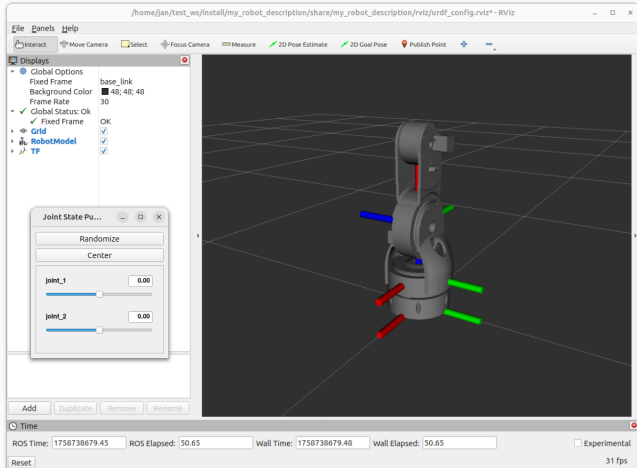 /home/jan/test_ws/install/my_robot_description/share/my_robot_description/rviz/urdf_config.rviz* - RViz
File Panels Help
Interact Move Camera Select Focus Camera Measure 2D Pose Estimate 2D Goal Pose Publish Point
Displays
Global Options
Fixed Frame base_link
Background Color 48; 48; 48
Frame Rate 30
Global Status: Ok
Fixed Frame OK
Grid
RobotModel
TF
Joint State Pu...
Randomize
Center
joint_1 0.00
joint_2 0.00
Add Duplicate Remove Rename
Time
ROS Time: 1758738679.45 ROS Elapsed: 50.65 Wall Time: 1758738679.48 Wall Elapsed: 50.65 Experimental
Reset 31 fps